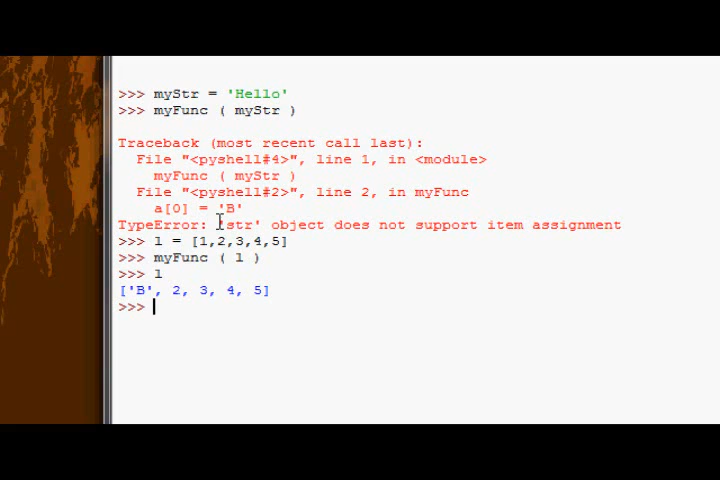 >>> myStr = 'Hello'
>>> myFunc ( myStr )
Traceback (most recent call last):
  File "<pyshell#4>", line 1, in <module>
    myFunc ( myStr )
  File "<pyshell#2>", line 2, in myFunc
    a[0] = 'B'
TypeError: 'str' object does not support item assignment
>>> l = [1,2,3,4,5]
>>> myFunc ( l )
>>> l
['B', 2, 3, 4, 5]
>>>